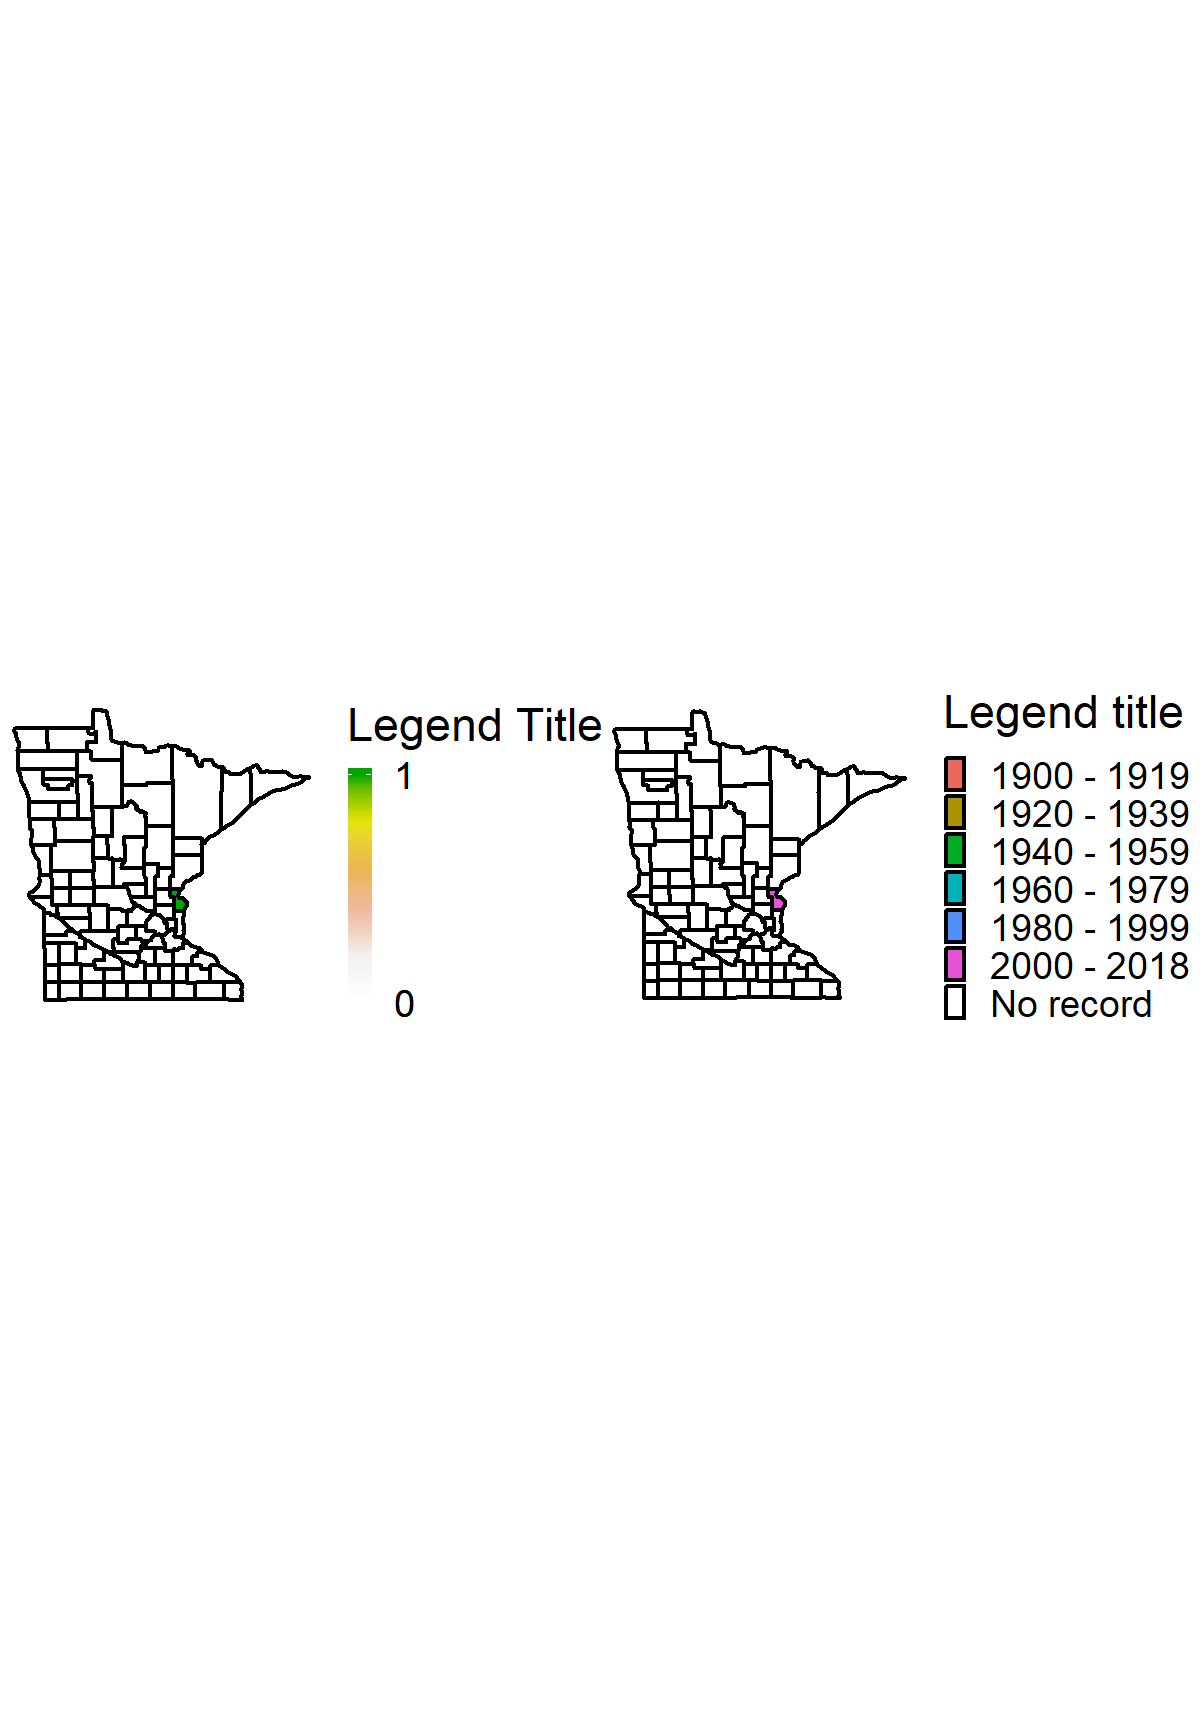 Legend Title
1
0
Legend title
1900 - 1919
1920 - 1939
1940 - 1959
1960 - 1979
1980 - 1999
2000 - 2018
No record